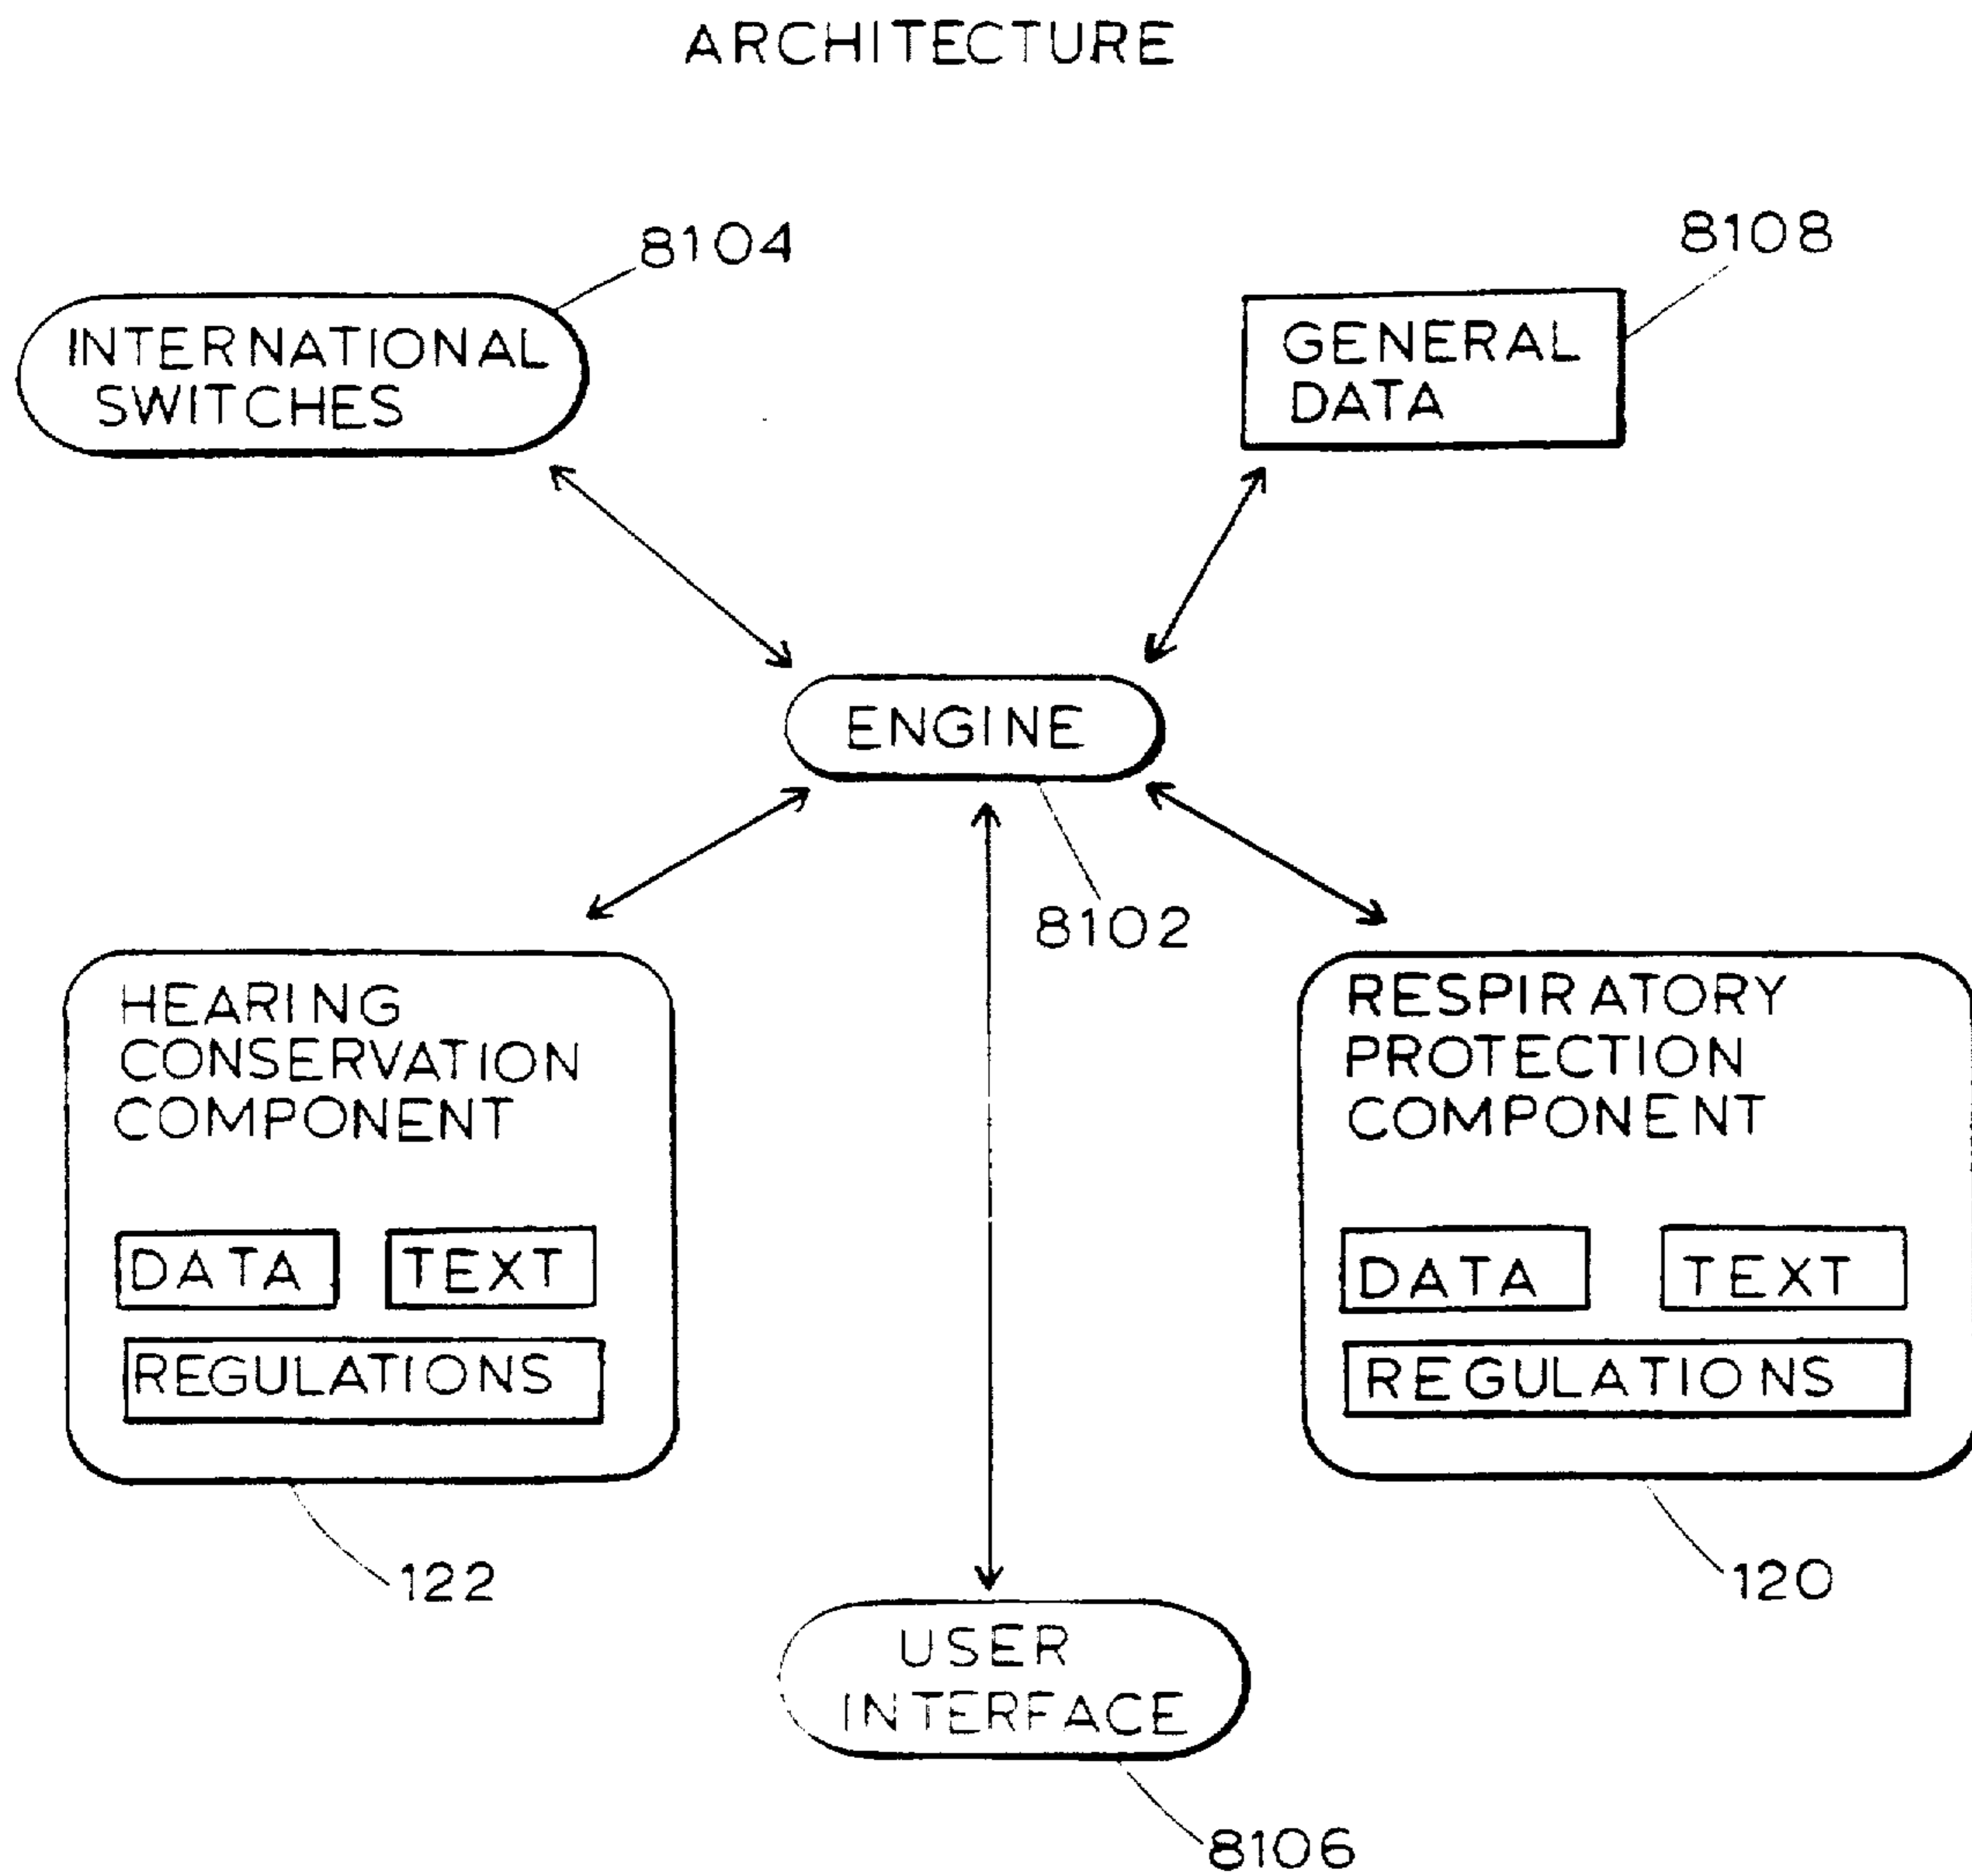 ARCHITECTURE
8104
8108
INTERNATIONAL
SWITCHES
GENERAL
DATA
ENGINE
8102
HEARING
CONSERVATION
COMPONENT
DATA
TEXT
REGULATIONS
122
RESPIRATORY
PROTECTION
COMPONENT
DATA
TEXT
REGULATIONS
120
USER
INTERFACE
8106